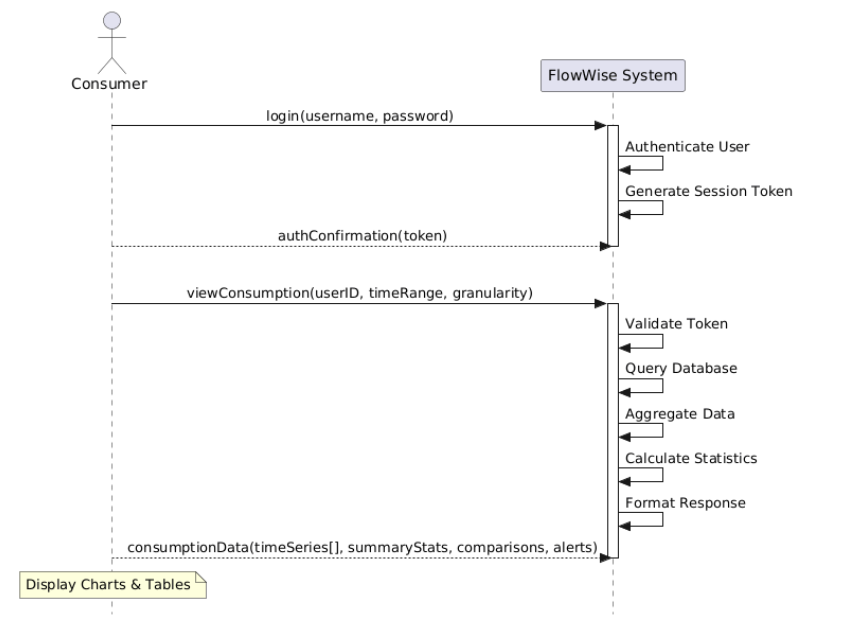 Consumer
FlowWise System
login(username, password)
Authenticate User
Generate Session Token
authConfirmation(token)
viewConsumption(userID, timeRange, granularity)
Validate Token
Query Database
Aggregate Data
Calculate Statistics
Format Response
consumptionData(timeSeries[], summaryStats, comparisons, alerts)
Display Charts & Tables